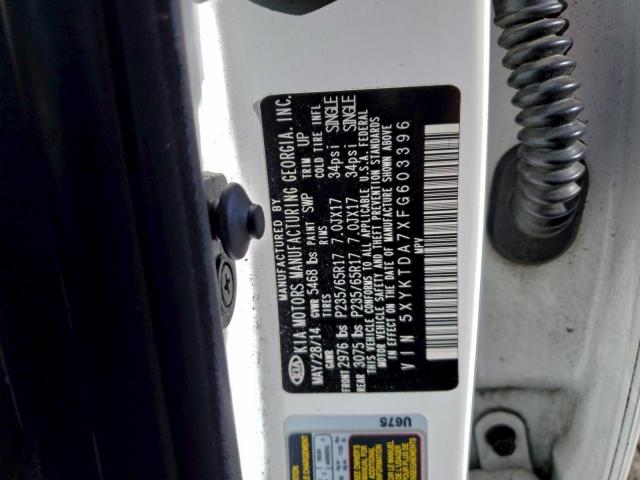 MANUFACTURED BY
KIA KIA MOTORS MANUFACTURING GEORGIA. INC.
MAY/28/14 GVWR 5468 lbs PAINT SWP TRIM UP
GAWR TIRES RIMS COLD TIRE INFL
FRONT 2976 lbs P235/65R17 7.0JX17 34psi SINGLE
REAR 3075 lbs P235/65R17 7.0JX17 34psi SINGLE
THIS VEHICLE CONFORMS TO ALL APPLICABLE U.S.A. FEDERAL
MOTOR VEHICLE SAFETY AND THEFT PREVENTION STANDARDS
IN EFFECT ON THE DATE OF MANUFACTURE SHOWN ABOVE
VIN 5XYKTDA7XFG603396
MPV
U675